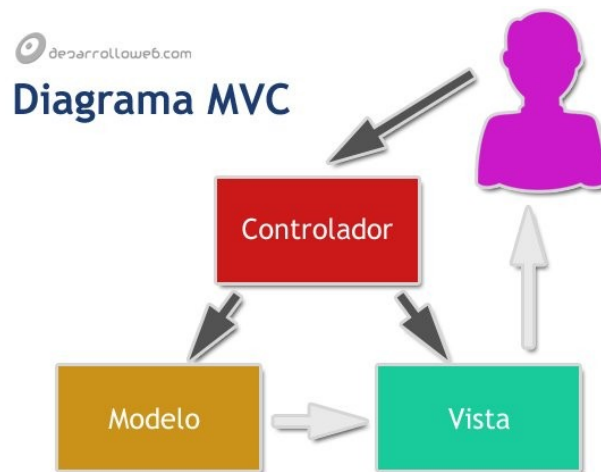 desarrolloweb.com
Diagrama MVC
Controlador
Modelo
Vista